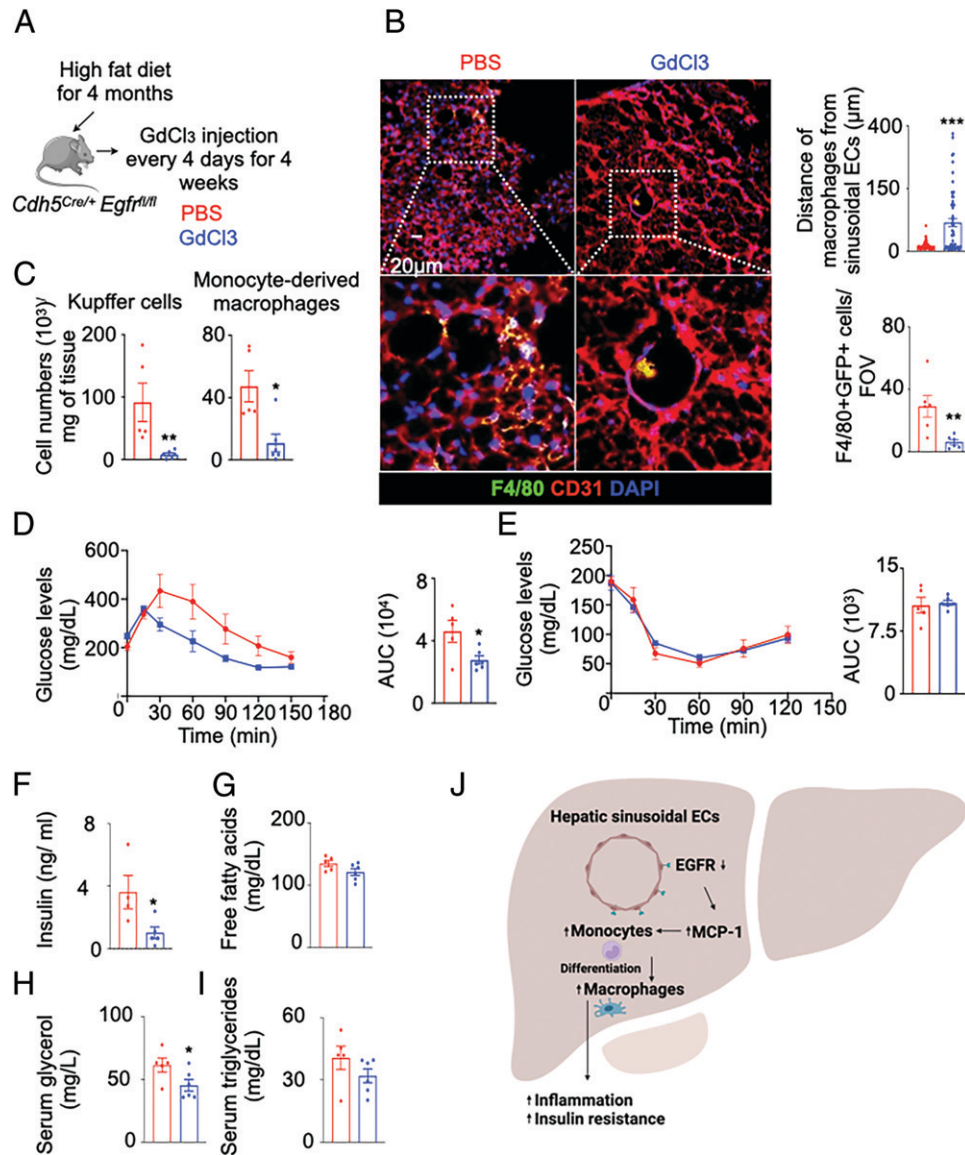 A
High fat diet
for 4 months
GdCl3 injection
every 4 days for 4
weeks
Cdh5Cre/+ Egfrfl/fl
PBS
GdCl3
B
PBS
GdCl3
20µm
F4/80 CD31 DAPI
Distance of
macrophages from
sinusoidal ECs (µm)
400
150
0
***
F4/80+GFP+ cells/
FOV
80
40
0
**
C
Kupffer cells
Monocyte-derived
macrophages
Cell numbers (10³)/
mg of tissue
200
100
0
**
80
40
0
*
D
Glucose levels
(mg/dL)
600
400
200
0 30 60 90 120 150 180
Time (min)
AUC (10⁴)
8
4
0
*
E
Glucose levels
(mg/dL)
250
200
150
100
50
0 30 60 90 120 150
Time (min)
AUC (10³)
15
7.5
0
F
Insulin (ng/ ml)
8
4
0
*
G
Free fatty acids
(mg/dL)
200
100
0
H
Serum glycerol
(mg/L)
100
50
0
*
I
Serum triglycerides
(mg/dL)
60
30
0
J
Hepatic sinusoidal ECs
EGFR ↓
↑Monocytes ← ↑MCP-1
Differentiation
↑Macrophages
↑Inflammation
↑Insulin resistance